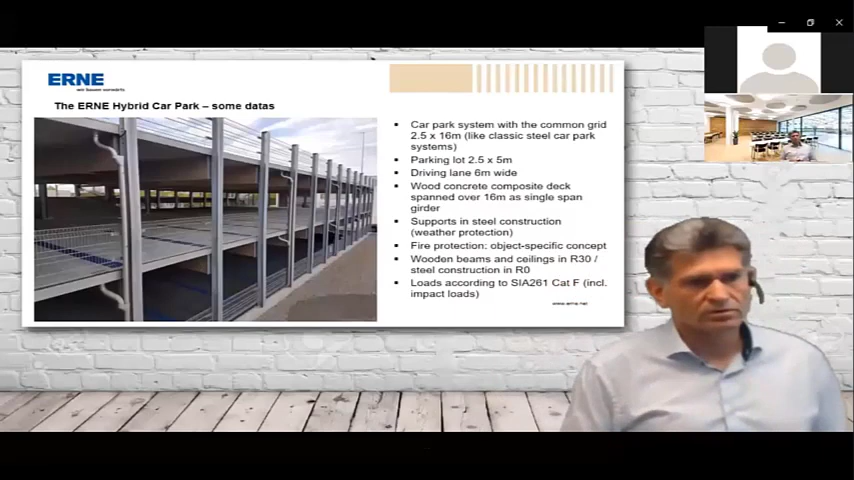 ERNE
wir bauen vorwärts
The ERNE Hybrid Car Park – some datas
Car park system with the common grid
2.5 x 16m (like classic steel car park
systems)
Parking lot 2.5 x 5m
Driving lane 6m wide
Wood concrete composite deck
spanned over 16m as single span
girder
Supports in steel construction
(weather protection)
Fire protection: object-specific concept
Wooden beams and ceilings in R30 /
steel construction in R0
Loads according to SIA261 Cat F (incl.
impact loads)
www.erne.net